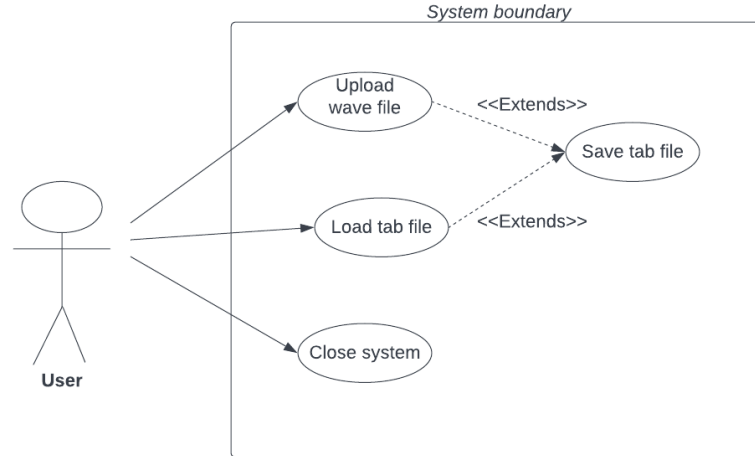 System boundary
Upload
wave file
<<Extends>>
Save tab file
Load tab file
<<Extends>>
Close system
User